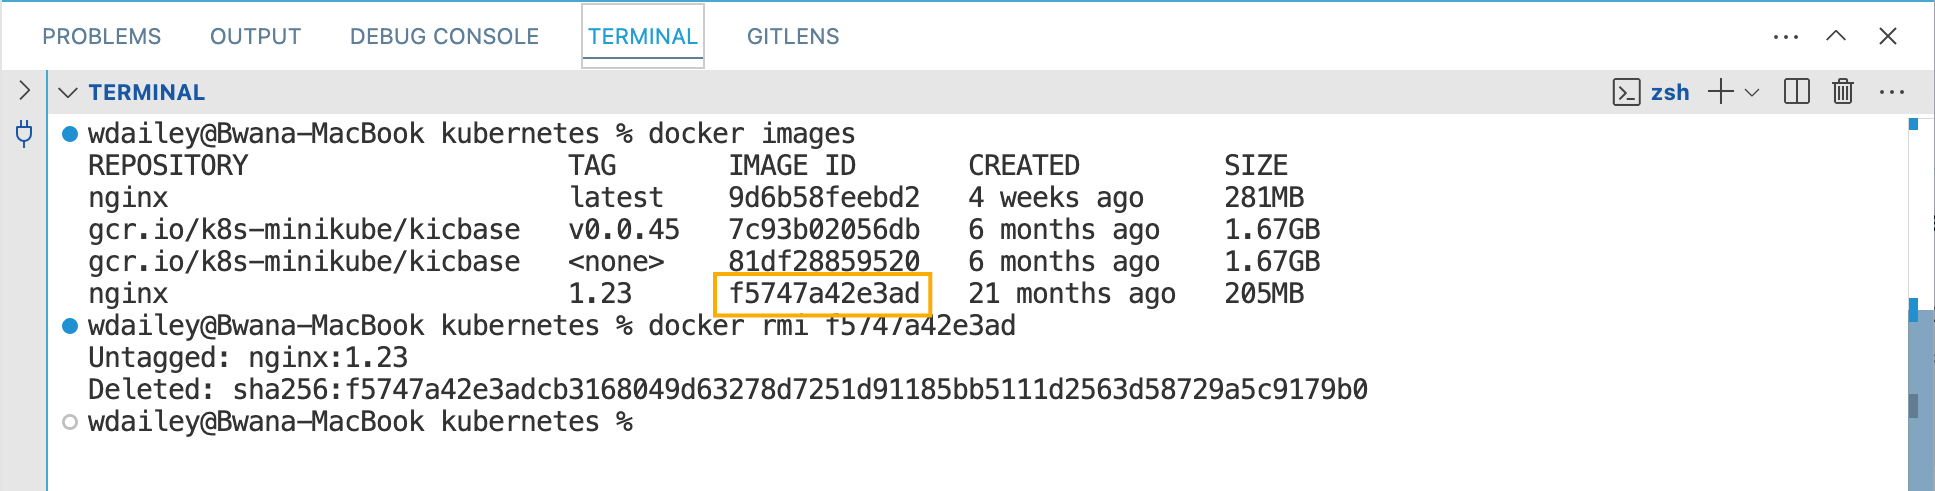 PROBLEMS OUTPUT DEBUG CONSOLE TERMINAL GITLENS
TERMINAL zsh
wdailey@Bwana-MacBook kubernetes % docker images
REPOSITORY TAG IMAGE ID CREATED SIZE
nginx latest 9d6b58feebd2 4 weeks ago 281MB
gcr.io/k8s-minikube/kicbase v0.0.45 7c93b02056db 6 months ago 1.67GB
gcr.io/k8s-minikube/kicbase <none> 81df28859520 6 months ago 1.67GB
nginx 1.23 f5747a42e3ad 21 months ago 205MB
wdailey@Bwana-MacBook kubernetes % docker rmi f5747a42e3ad
Untagged: nginx:1.23
Deleted: sha256:f5747a42e3adcb3168049d63278d7251d91185bb5111d2563d58729a5c9179b0
wdailey@Bwana-MacBook kubernetes %